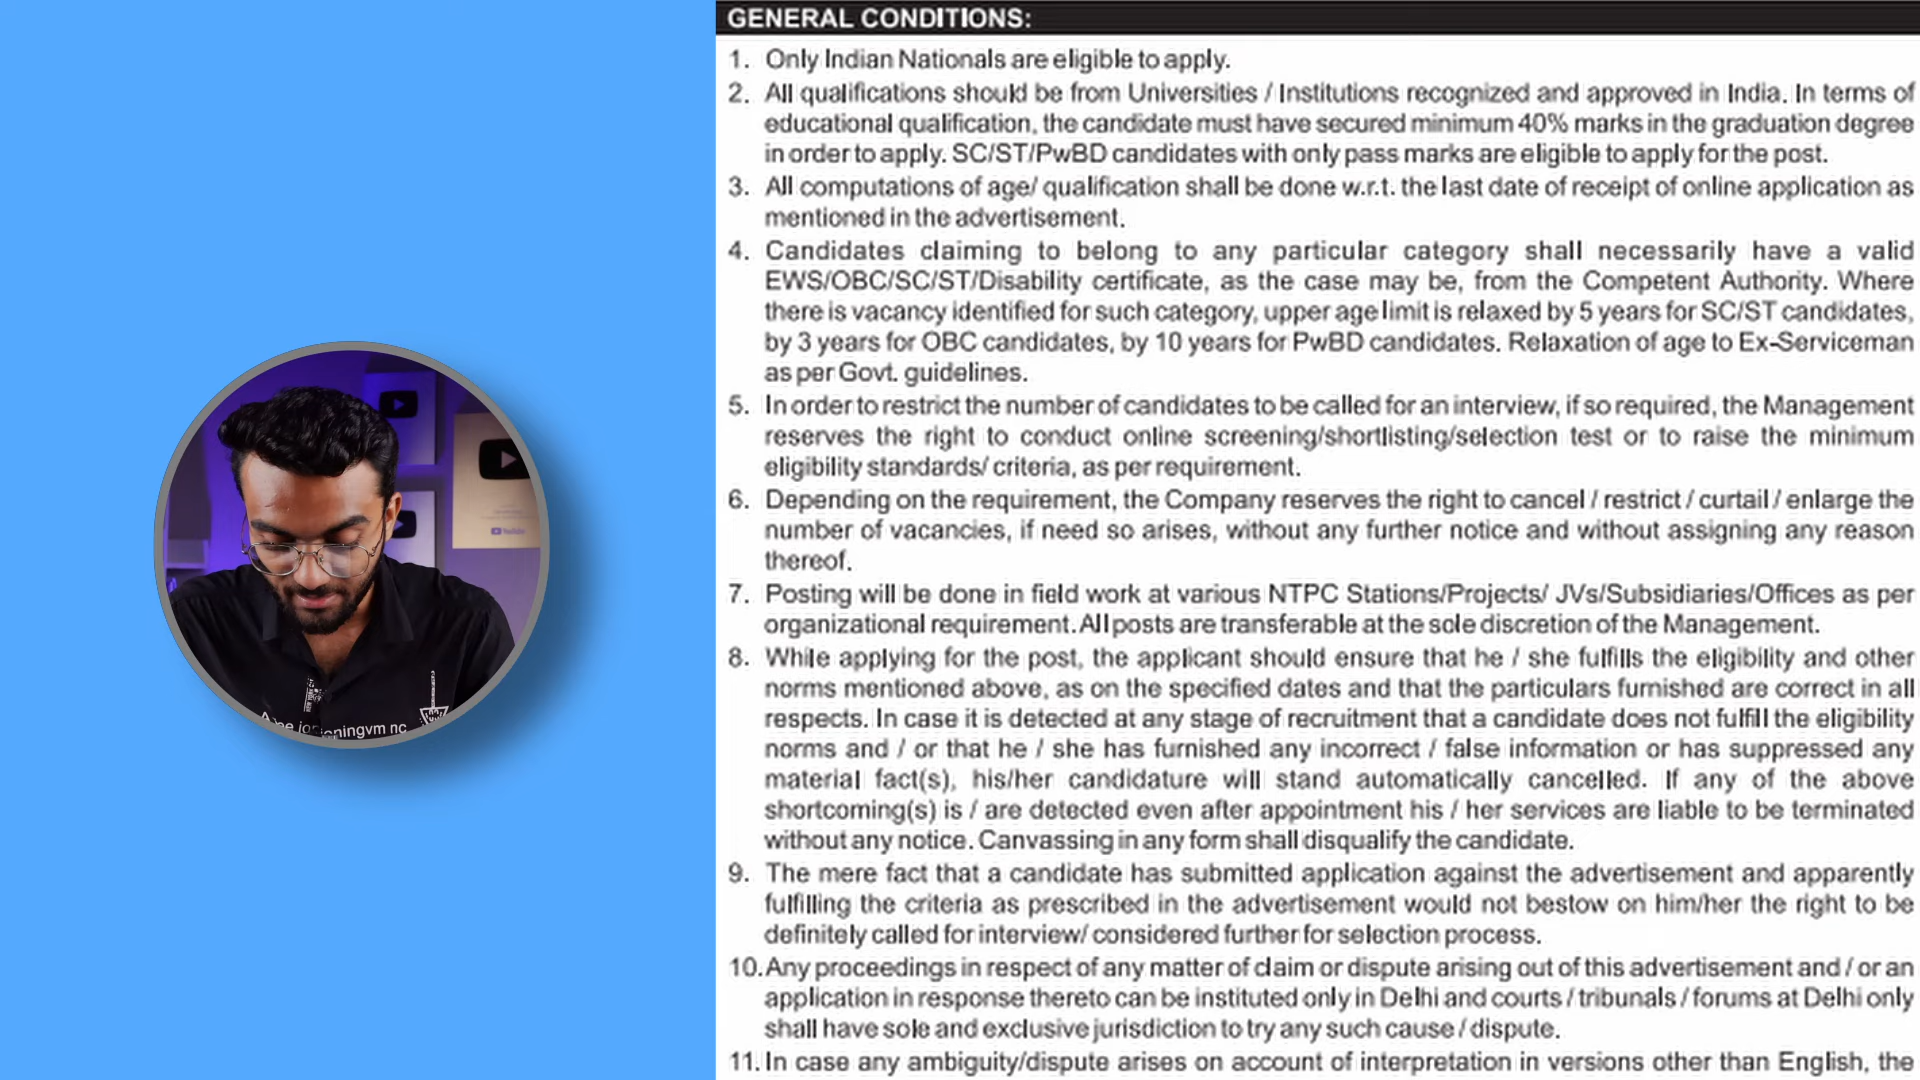 GENERAL CONDITIONS:
1. Only Indian Nationals are eligible to apply.
2. All qualifications should be from Universities / Institutions recognized and approved in India. In terms of
educational qualification, the candidate must have secured minimum 40% marks in the graduation degree
in order to apply. SC/ST/PwBD candidates with only pass marks are eligible to apply for the post.
3. All computations of age/ qualification shall be done w.r.t. the last date of receipt of online application as
mentioned in the advertisement.
4. Candidates claiming to belong to any particular category shall necessarily have a valid
EWS/OBC/SC/ST/Disability certificate, as the case may be, from the Competent Authority. Where
there is vacancy identified for such category, upper age limit is relaxed by 5 years for SC/ST candidates,
by 3 years for OBC candidates, by 10 years for PwBD candidates. Relaxation of age to Ex-Serviceman
as per Govt. guidelines.
5. In order to restrict the number of candidates to be called for an interview, if so required, the Management
reserves the right to conduct online screening/shortlisting/selection test or to raise the minimum
eligibility standards/ criteria, as per requirement.
6. Depending on the requirement, the Company reserves the right to cancel / restrict / curtail / enlarge the
number of vacancies, if need so arises, without any further notice and without assigning any reason
thereof.
7. Posting will be done in field work at various NTPC Stations/Projects/ JVs/Subsidiaries/Offices as per
organizational requirement. All posts are transferable at the sole discretion of the Management.
8. While applying for the post, the applicant should ensure that he / she fulfills the eligibility and other
norms mentioned above, as on the specified dates and that the particulars furnished are correct in all
respects. In case it is detected at any stage of recruitment that a candidate does not fulfill the eligibility
norms and / or that he / she has furnished any incorrect / false information or has suppressed any
material fact(s), his/her candidature will stand automatically cancelled. If any of the above
shortcoming(s) is / are detected even after appointment his / her services are liable to be terminated
without any notice. Canvassing in any form shall disqualify the candidate.
9. The mere fact that a candidate has submitted application against the advertisement and apparently
fulfilling the criteria as prescribed in the advertisement would not bestow on him/her the right to be
definitely called for interview/ considered further for selection process.
10. Any proceedings in respect of any matter of claim or dispute arising out of this advertisement and / or an
application in response thereto can be instituted only in Delhi and courts / tribunals / forums at Delhi only
shall have sole and exclusive jurisdiction to try any such cause / dispute.
11. In case any ambiguity/dispute arises on account of interpretation in versions other than English, the
YouTube